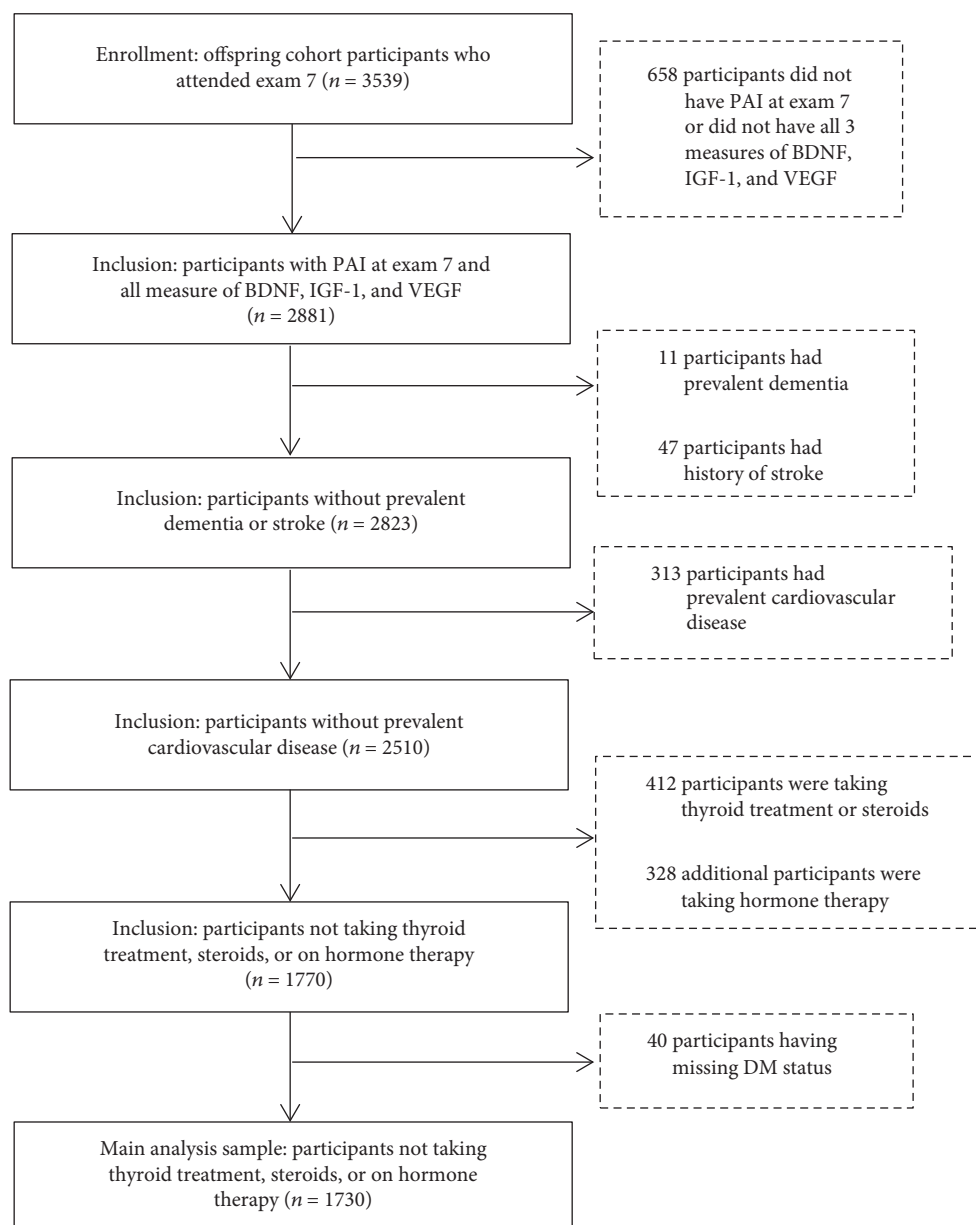 Enrollment: offspring cohort participants who
attended exam 7 (n = 3539)
658 participants did not
have PAI at exam 7
or did not have all 3
measures of BDNF,
IGF-1, and VEGF
Inclusion: participants with PAI at exam 7 and
all measure of BDNF, IGF-1, and VEGF
(n = 2881)
11 participants had
prevalent dementia
47 participants had
history of stroke
Inclusion: participants without prevalent
dementia or stroke (n = 2823)
313 participants had
prevalent cardiovascular
disease
Inclusion: participants without prevalent
cardiovascular disease (n = 2510)
412 participants were taking
thyroid treatment or steroids
328 additional participants were
taking hormone therapy
Inclusion: participants not taking thyroid
treatment, steroids, or on hormone therapy
(n = 1770)
40 participants having
missing DM status
Main analysis sample: participants not taking
thyroid treatment, steroids, or on hormone
therapy (n = 1730)